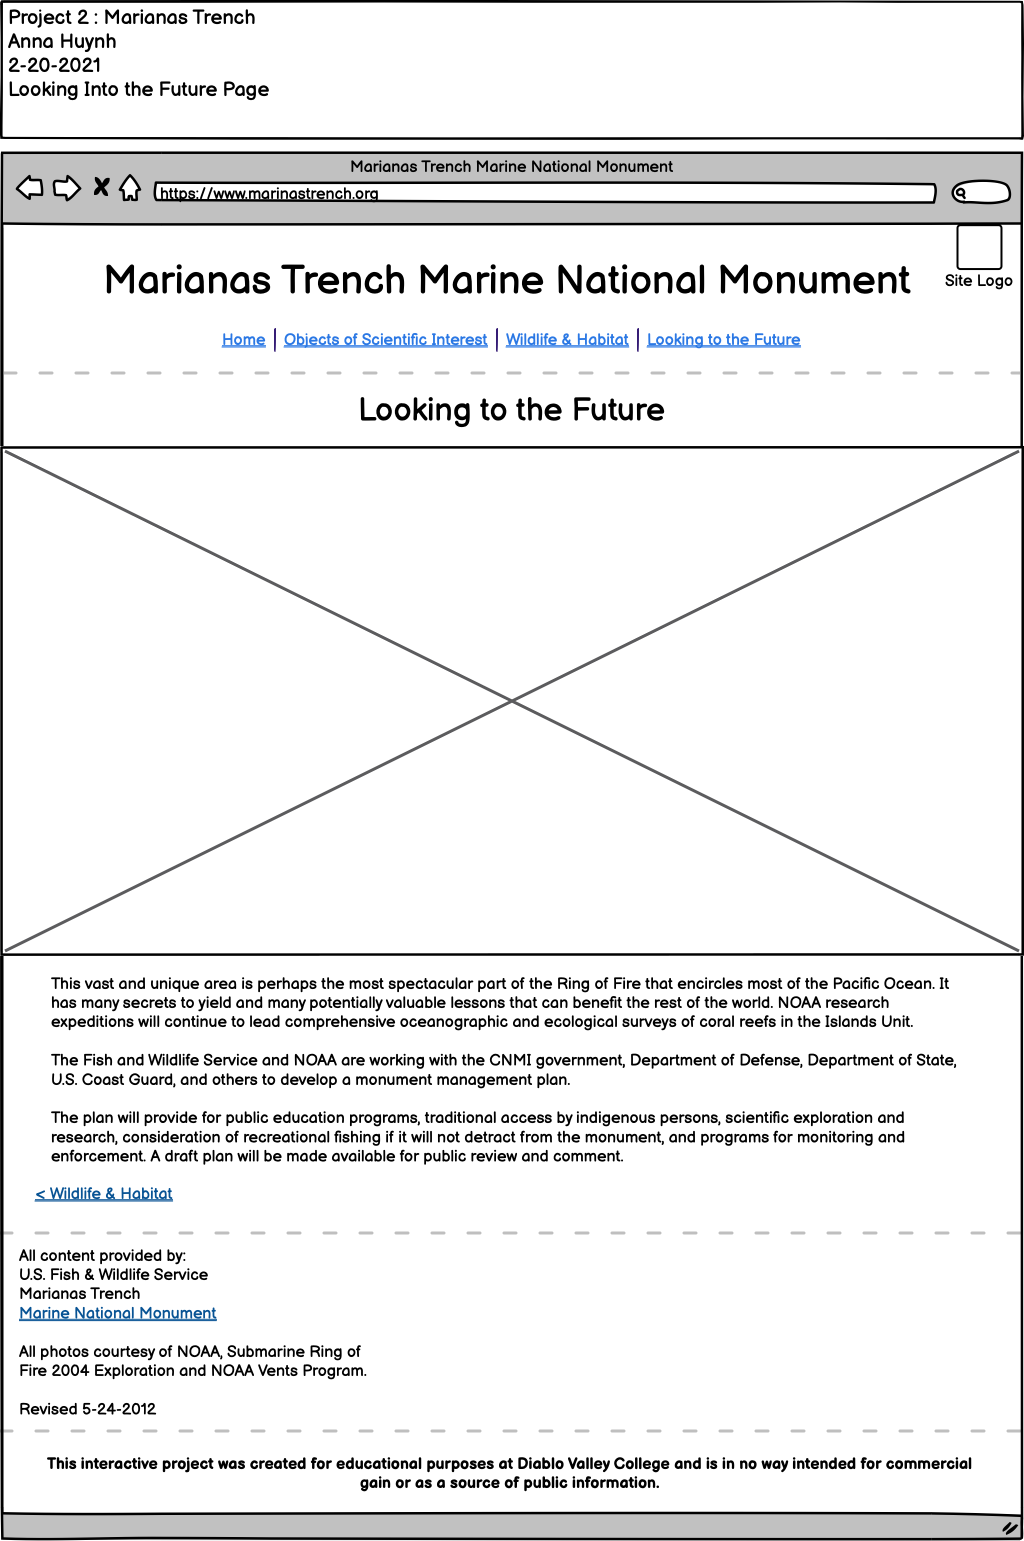 Project 2 : Marianas Trench
Anna Huynh
2-20-2021
Looking Into the Future Page
Marianas Trench Marine National Monument
https://www.marinastrench.org
Site Logo
Marianas Trench Marine National Monument
Home | Objects of Scientific Interest | Wildlife & Habitat | Looking to the Future
Looking to the Future
This vast and unique area is perhaps the most spectacular part of the Ring of Fire that encircles most of the Pacific Ocean. It
has many secrets to yield and many potentially valuable lessons that can benefit the rest of the world. NOAA research
expeditions will continue to lead comprehensive oceanographic and ecological surveys of coral reefs in the Islands Unit.
The Fish and Wildlife Service and NOAA are working with the CNMI government, Department of Defense, Department of State,
U.S. Coast Guard, and others to develop a monument management plan.
The plan will provide for public education programs, traditional access by indigenous persons, scientific exploration and
research, consideration of recreational fishing if it will not detract from the monument, and programs for monitoring and
enforcement. A draft plan will be made available for public review and comment.
< Wildlife & Habitat
All content provided by:
U.S. Fish & Wildlife Service
Marianas Trench
Marine National Monument
All photos courtesy of NOAA, Submarine Ring of
Fire 2004 Exploration and NOAA Vents Program.
Revised 5-24-2012
This interactive project was created for educational purposes at Diablo Valley College and is in no way intended for commercial
gain or as a source of public information.